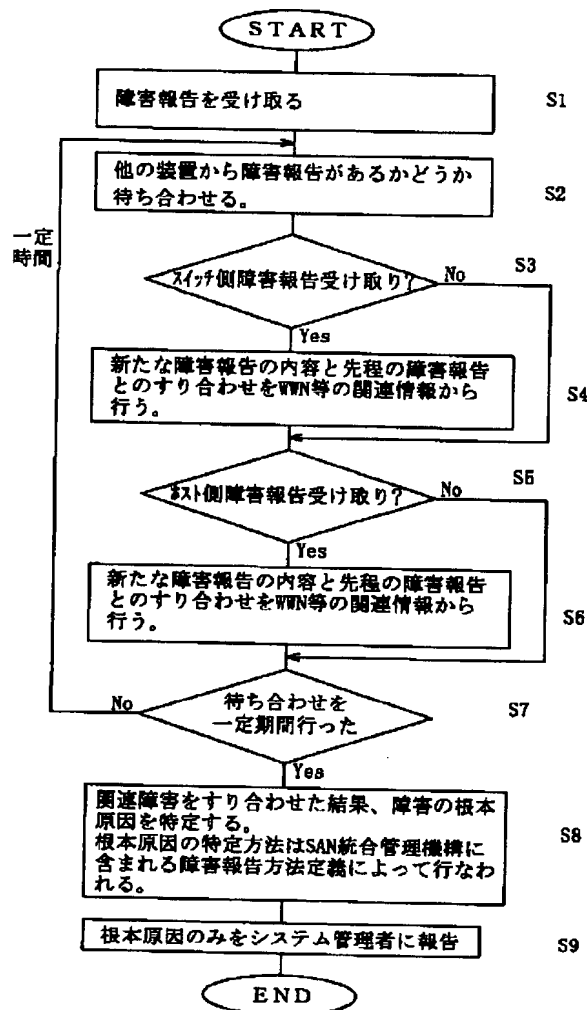 START
障害報告を受け取る
S1
他の装置から障害報告があるかどうか
待ち合わせる。
S2
一定
時間
スイッチ側障害報告受け取り?
No
S3
Yes
新たな障害報告の内容と先程の障害報告
とのすり合わせをWWN等の関連情報から
行う。
S4
ホスト側障害報告受け取り?
No
S5
Yes
新たな障害報告の内容と先程の障害報告
とのすり合わせをWWN等の関連情報から
行う。
S6
待ち合わせを
一定期間行った
No
S7
Yes
関連障害をすり合わせた結果、障害の根本
原因を特定する。
根本原因の特定方法はSAN統合管理機構に
含まれる障害報告方法定義によって行なわ
れる。
S8
根本原因のみをシステム管理者に報告
S9
END